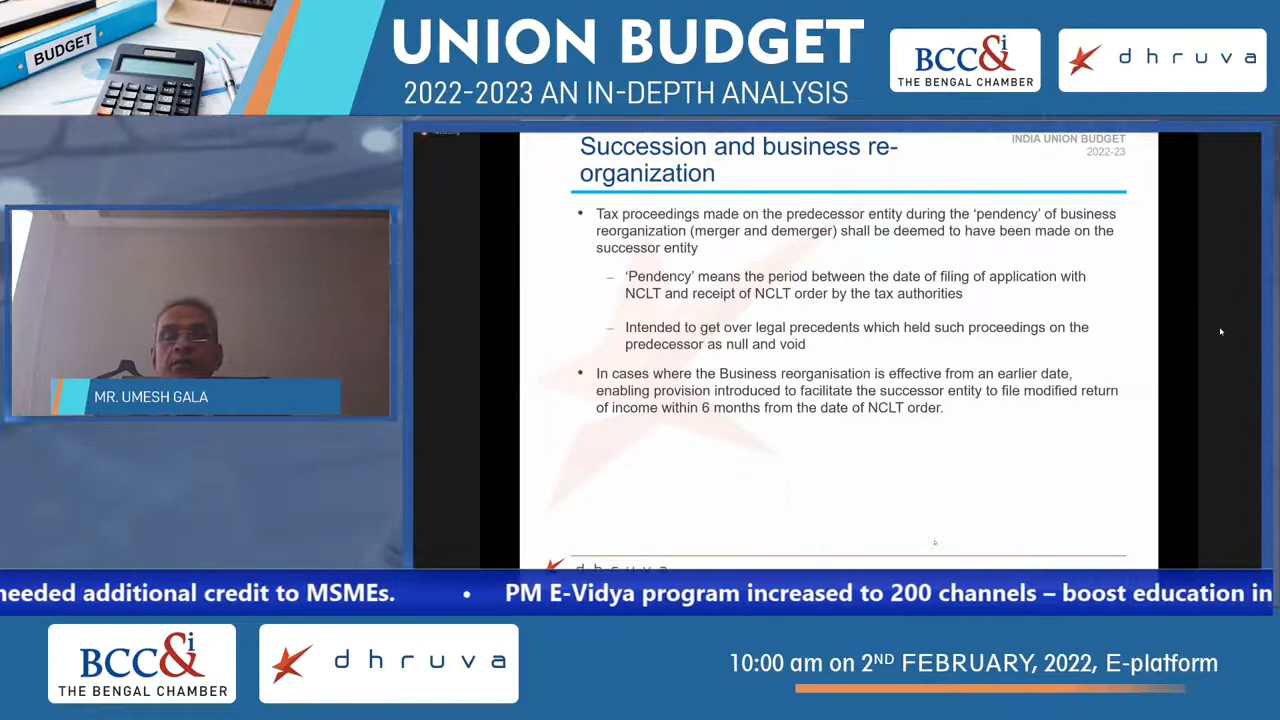 BUDGET
UNION BUDGET
2022-2023 AN IN-DEPTH ANALYSIS
BCC&i
THE BENGAL CHAMBER
dhruva
Succession and business re-
organization
INDIA UNION BUDGET
2022-23
• Tax proceedings made on the predecessor entity during the ‘pendency’ of business
reorganization (merger and demerger) shall be deemed to have been made on the
successor entity
– ‘Pendency’ means the period between the date of filing of application with
NCLT and receipt of NCLT order by the tax authorities
– Intended to get over legal precedents which held such proceedings on the
predecessor as null and void
• In cases where the Business reorganisation is effective from an earlier date,
enabling provision introduced to facilitate the successor entity to file modified return
of income within 6 months from the date of NCLT order.
dhruva
MR. UMESH GALA
needed additional credit to MSMEs. • PM E-Vidya program increased to 200 channels – boost education in
BCC&i
THE BENGAL CHAMBER
dhruva
10:00 am on 2ND FEBRUARY, 2022, E-platform